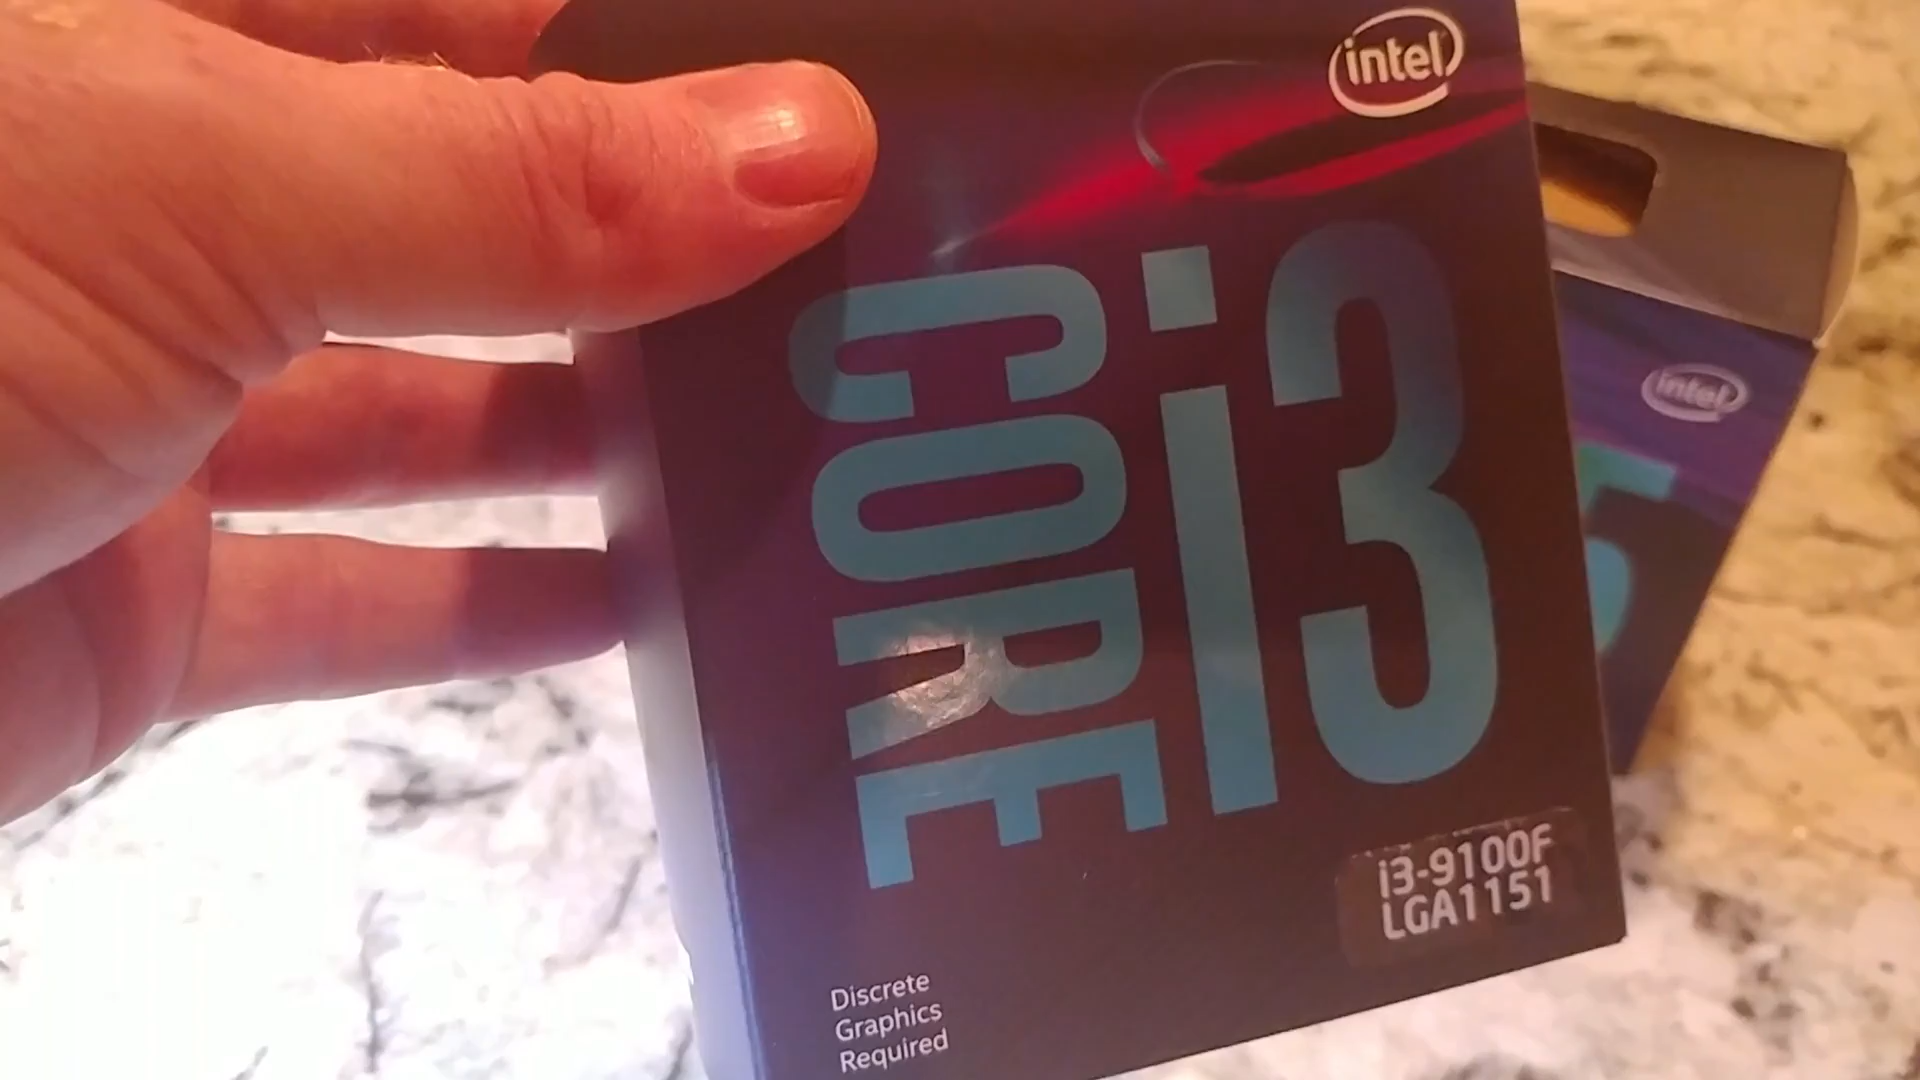 intel
CORE
i3
i3-9100F
LGA1151
Discrete
Graphics
Required
intel